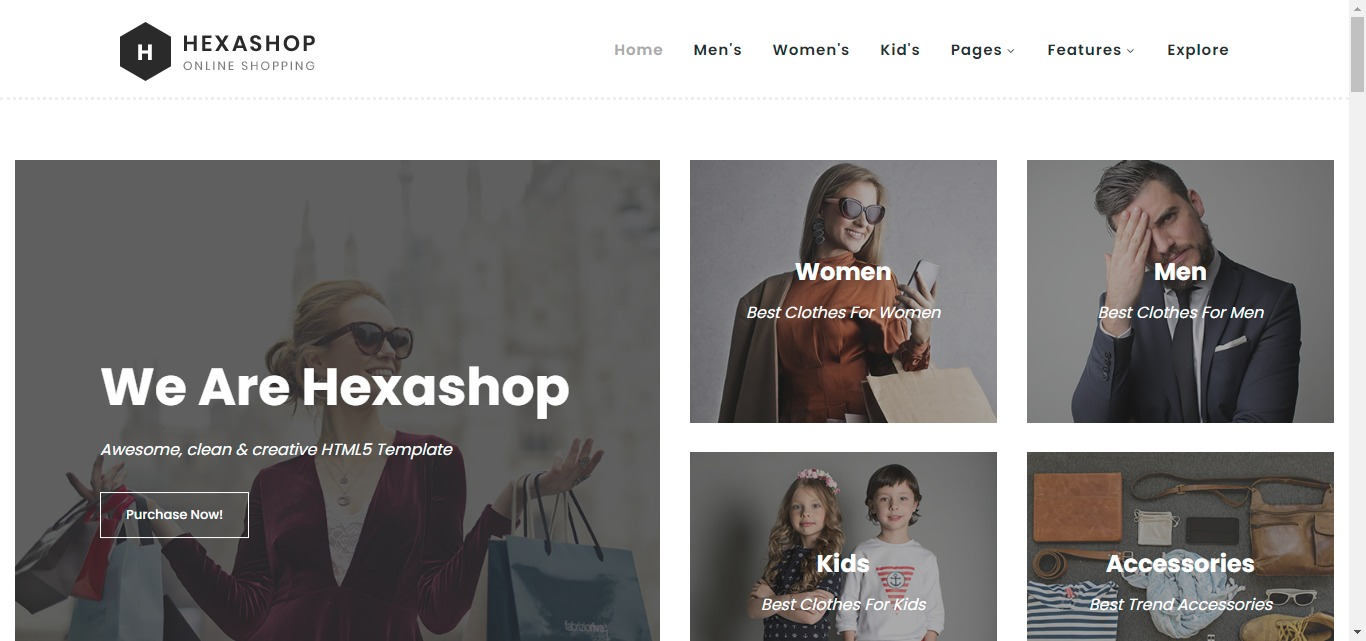 H
HEXASHOP
ONLINE SHOPPING
Home
Men's
Women's
Kid's
Pages
Features
Explore
We Are Hexashop
Awesome, clean & creative HTML5 Template
Purchase Now!
Women
Best Clothes For Women
Men
Best Clothes For Men
Kids
Best Clothes For Kids
Accessories
Best Trend Accessories